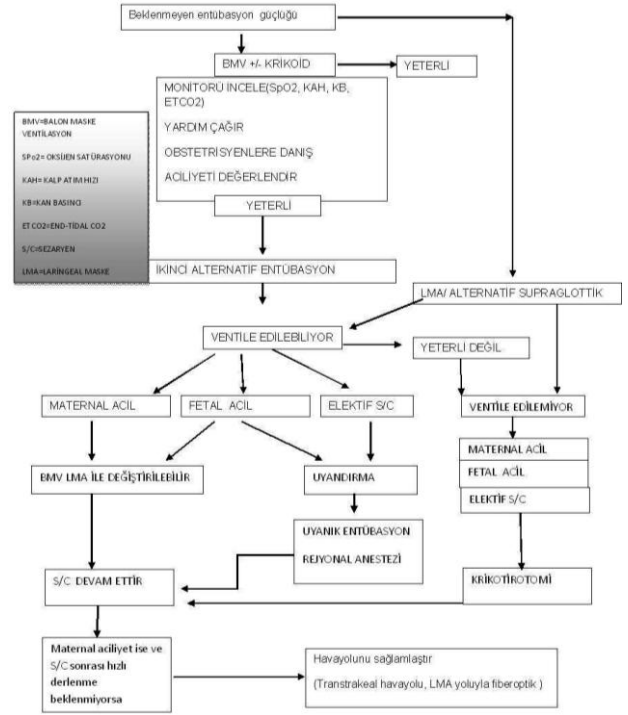 Beklenmeyen entübasyon güçlüğü
BMV +/- KRİKOİD
YETERLİ
MONİTORÜ İNCELE(SpO2, KAH, KB,
ETCO2)
YARDIM ÇAĞIR
OBSTETRİSYENLERE DANIŞ
ACİLİYETİ DEĞERLENDİR
YETERLİ
BMV=BALON MASKE
VENTİLASYON
SPo2= OKSİJEN SATÜRASYONU
KAH= KALP ATIM HIZI
KB=KAN BASINCI
ETCO2=END-TİDAL CO2
S/C=SEZARYEN
LMA=LARİNGEAL MASKE
İKİNCİ ALTERNATİF ENTÜBASYON
LMA/ ALTERNATİF SUPRAGLOTTİK
VENTİLE EDİLEBİLİYOR
YETERLİ DEĞİL
MATERNAL ACİL
FETAL ACİL
ELEKTİF S/C
VENTİLE EDİLEMİYOR
MATERNAL ACİL
FETAL ACİL
ELEKTİF S/C
BMV LMA İLE DEĞİŞTİRİLEBİLİR
UYANDIRMA
UYANIK ENTÜBASYON
REJYONAL ANESTEZİ
S/C DEVAM ETTİR
KRİKOTİROTOMİ
Maternal aciliyet ise ve
S/C sonrası hızlı
derlenme
beklenmiyorsa
Havayolunu sağlamlaştır
(Transtrakeal havayolu, LMA yoluyla fiberoptik )